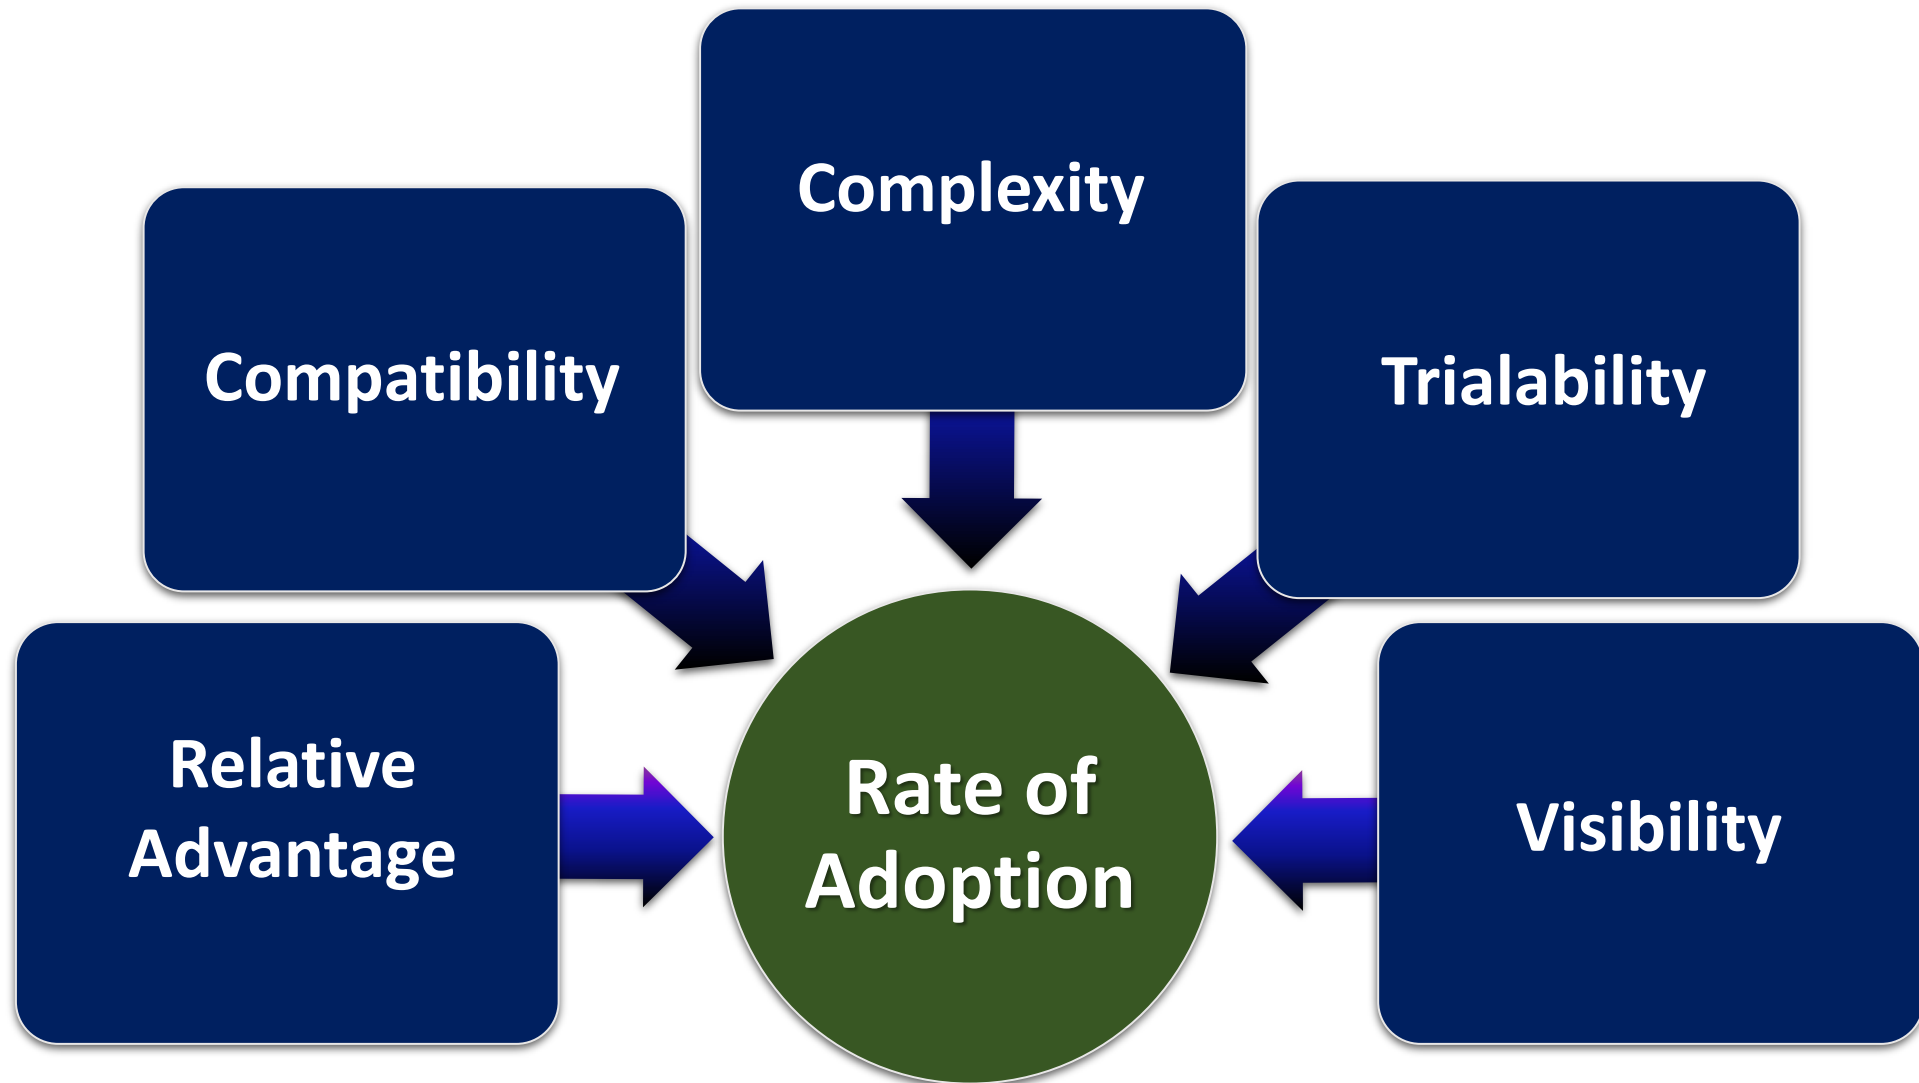 Complexity
Compatibility
Trialability
Relative
Advantage
Rate of
Adoption
Visibility